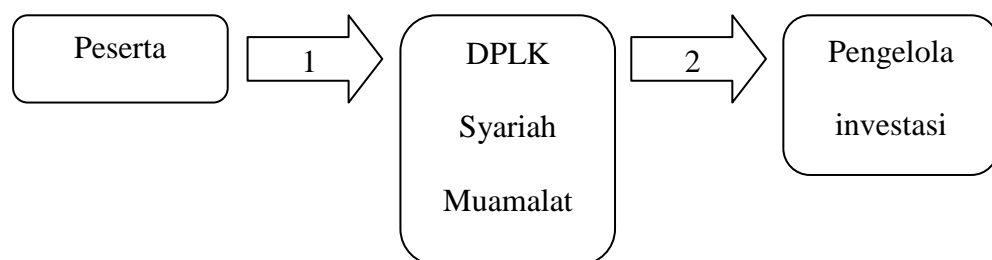 Peserta
1
DPLK
Syariah
Muamalat
2
Pengelola
investasi